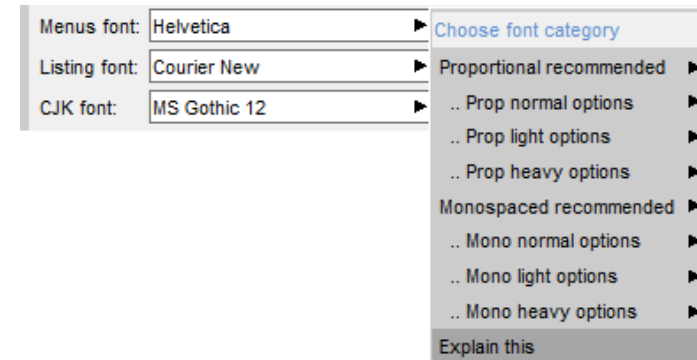 Menus font: Helvetica
Listing font: Courier New
CJK font: MS Gothic 12
Choose font category
Proportional recommended
.. Prop normal options
.. Prop light options
.. Prop heavy options
Monospaced recommended
.. Mono normal options
.. Mono light options
.. Mono heavy options
Explain this